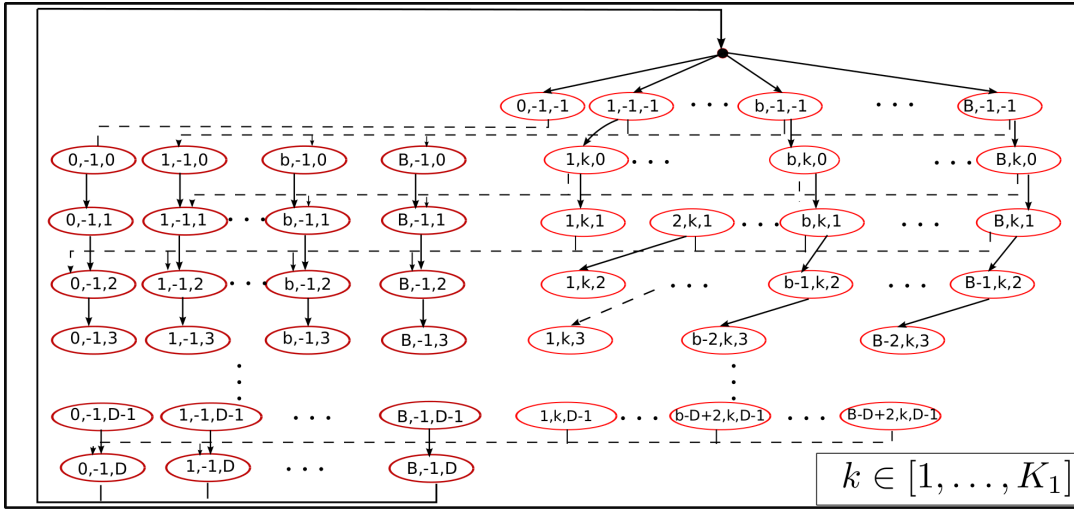 0,-1,-1 1,-1,-1 • • • b,-1,-1 • • • B,-1,-1
0,-1,0 1,-1,0 b,-1,0 B,-1,0 1,k,0 • • • b,k,0 • • • B,k,0
0,-1,1 1,-1,1 • • • b,-1,1 B,-1,1 1,k,1 2,k,1 • • • b,k,1 • • • B,k,1
0,-1,2 1,-1,2 • • • b,-1,2 B,-1,2 1,k,2 • • • b-1,k,2 • • • B-1,k,2
0,-1,3 1,-1,3 b,-1,3 B,-1,3 1,k,3 b-2,k,3 B-2,k,3
0,-1,D-1 1,-1,D-1 • • • B,-1,D-1 1,k,D-1 • • • b-D+2,k,D-1 • • • B-D+2,k,D-1
0,-1,D 1,-1,D • • • B,-1,D
k ∈ [1, . . . , K₁]